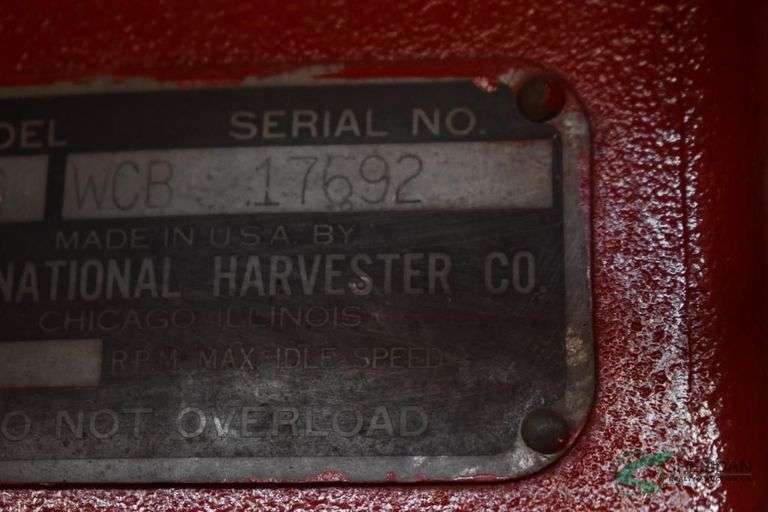 DEL SERIAL NO.
WCB 17692
MADE IN U.S.A. BY
NATIONAL HARVESTER CO.
CHICAGO ILLINOIS
R.P.M. MAX. IDLE SPEED
O NOT OVERLOAD